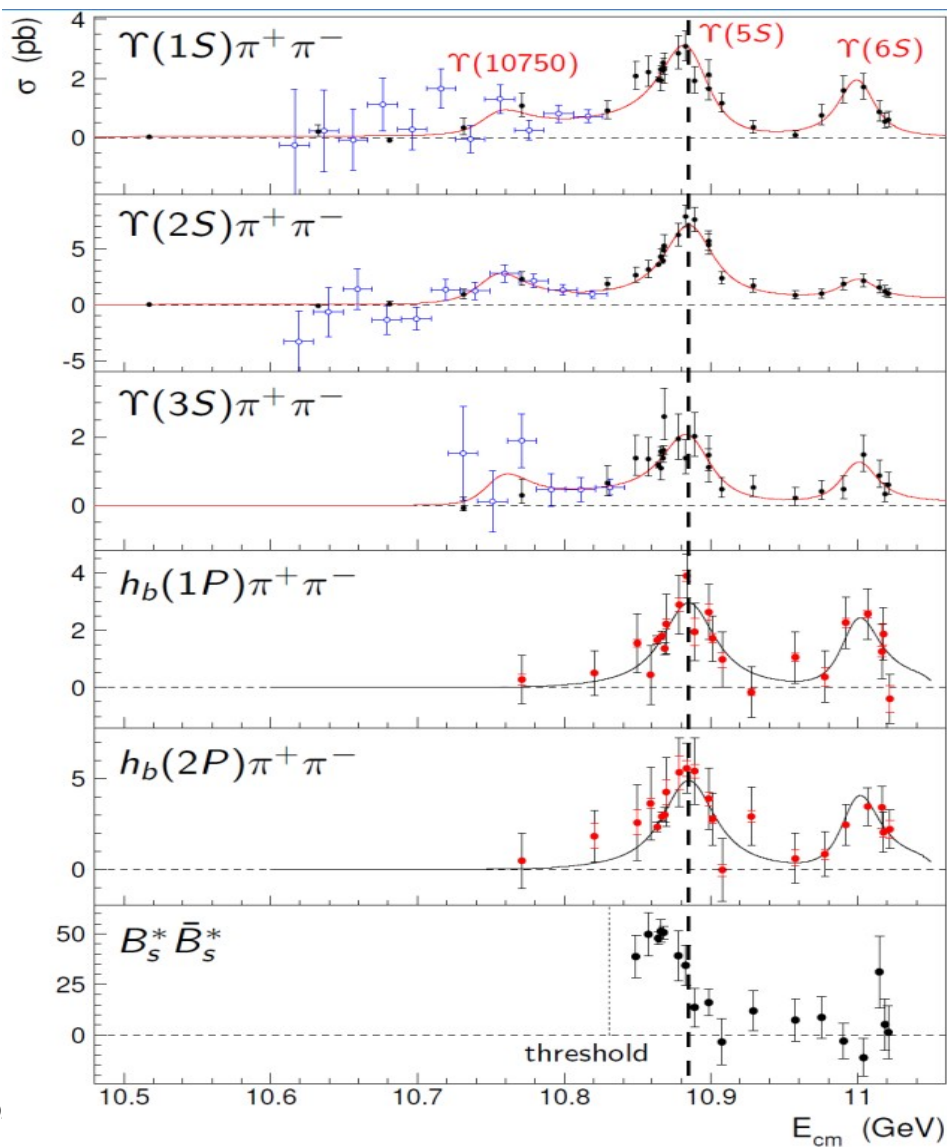 σ (pb)
Υ(1S)π⁺π⁻
Υ(10750)
Υ(5S)
Υ(6S)
4
2
0
Υ(2S)π⁺π⁻
5
0
-5
Υ(3S)π⁺π⁻
2
0
h_b(1P)π⁺π⁻
4
2
0
h_b(2P)π⁺π⁻
5
0
B_s^* B̄_s^*
50
25
0
threshold
10.5 10.6 10.7 10.8 10.9 11
E_cm (GeV)